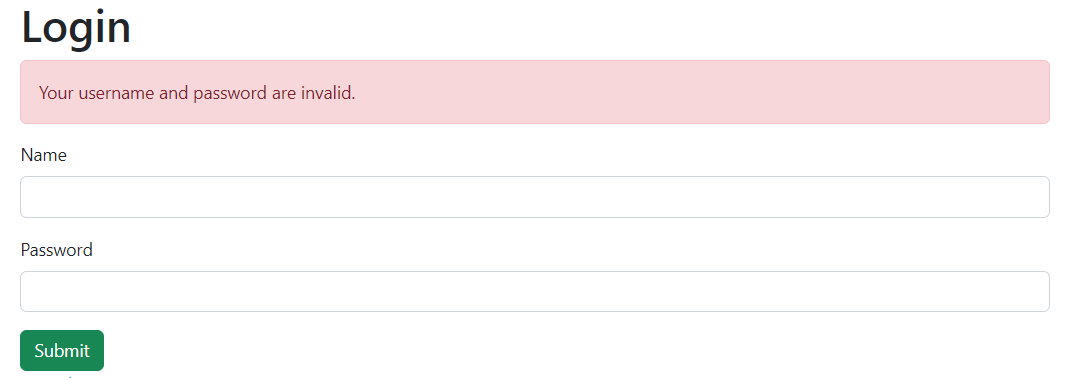 Login
Your username and password are invalid.
Name
Password
Submit